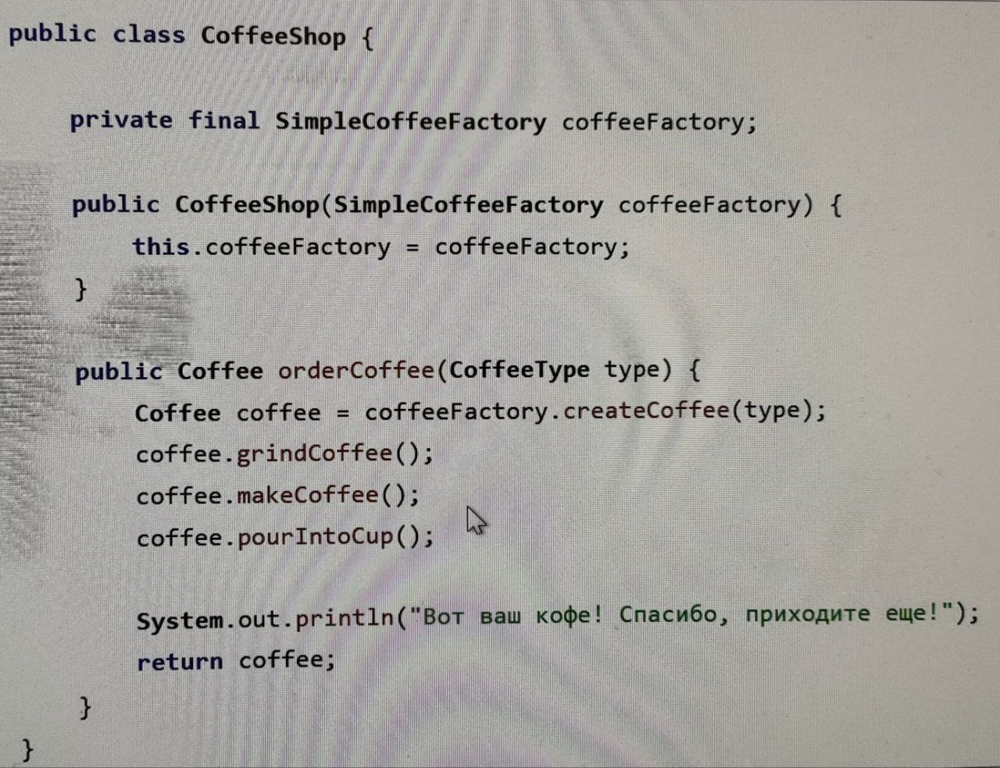 public class CoffeeShop {
private final SimpleCoffeeFactory coffeeFactory;
public CoffeeShop(SimpleCoffeeFactory coffeeFactory) {
this.coffeeFactory = coffeeFactory;
}
public Coffee orderCoffee(CoffeeType type) {
Coffee coffee = coffeeFactory.createCoffee(type);
coffee.grindCoffee();
coffee.makeCoffee();
coffee.pourIntoCup();
System.out.println("Вот ваш кофе! Спасибо, приходите еще!");
return coffee;
}
}